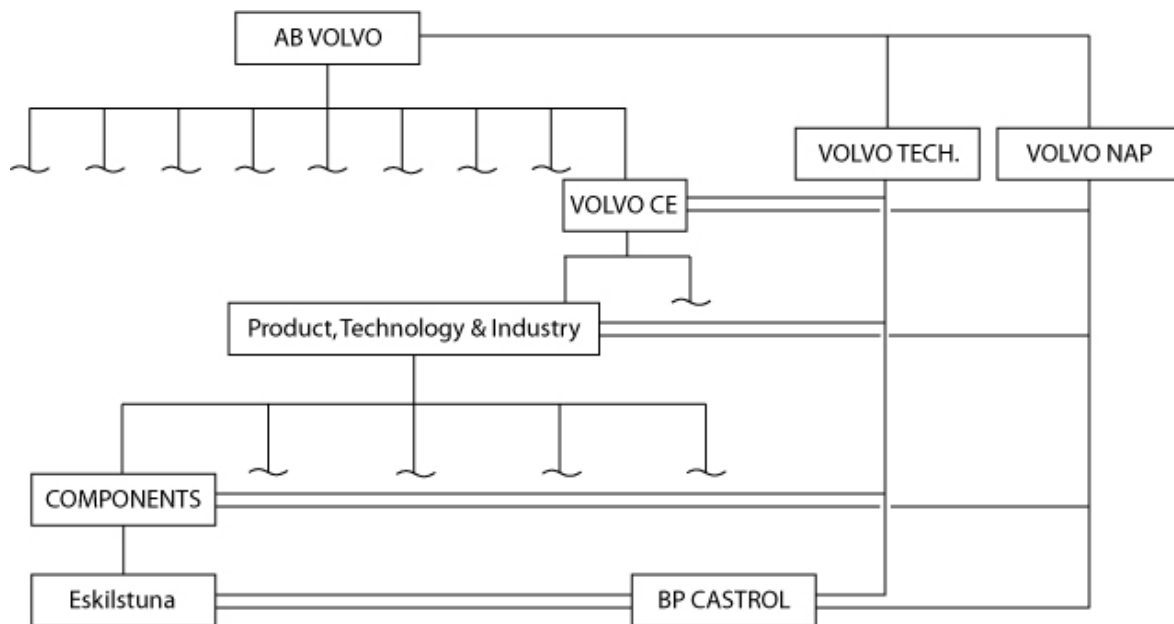 AB VOLVO
VOLVO TECH.
VOLVO NAP
VOLVO CE
Product, Technology & Industry
COMPONENTS
Eskilstuna
BP CASTROL